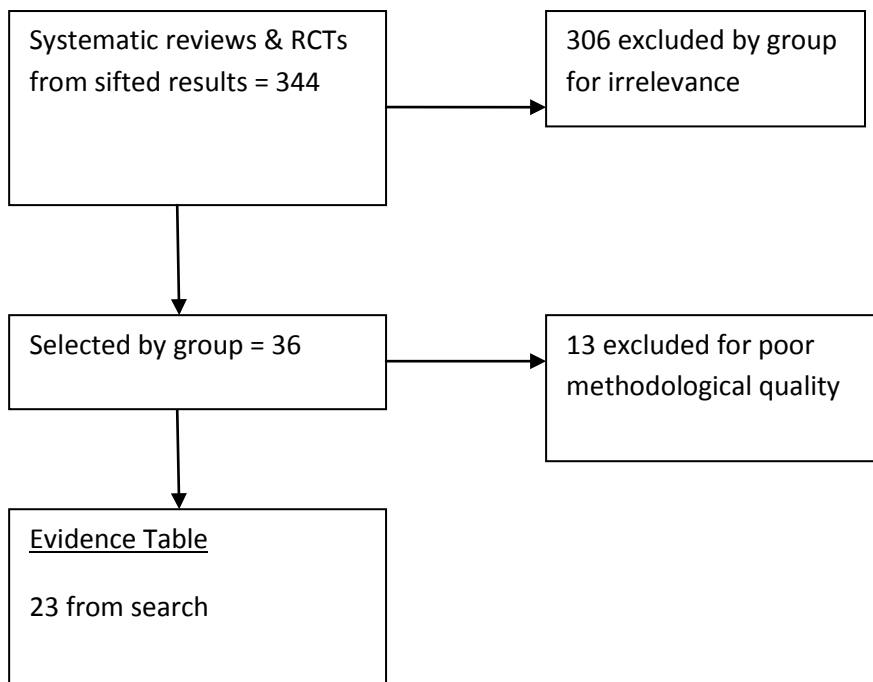 Systematic reviews & RCTs
from sifted results = 344
306 excluded by group
for irrelevance
Selected by group = 36
13 excluded for poor
methodological quality
Evidence Table
23 from search